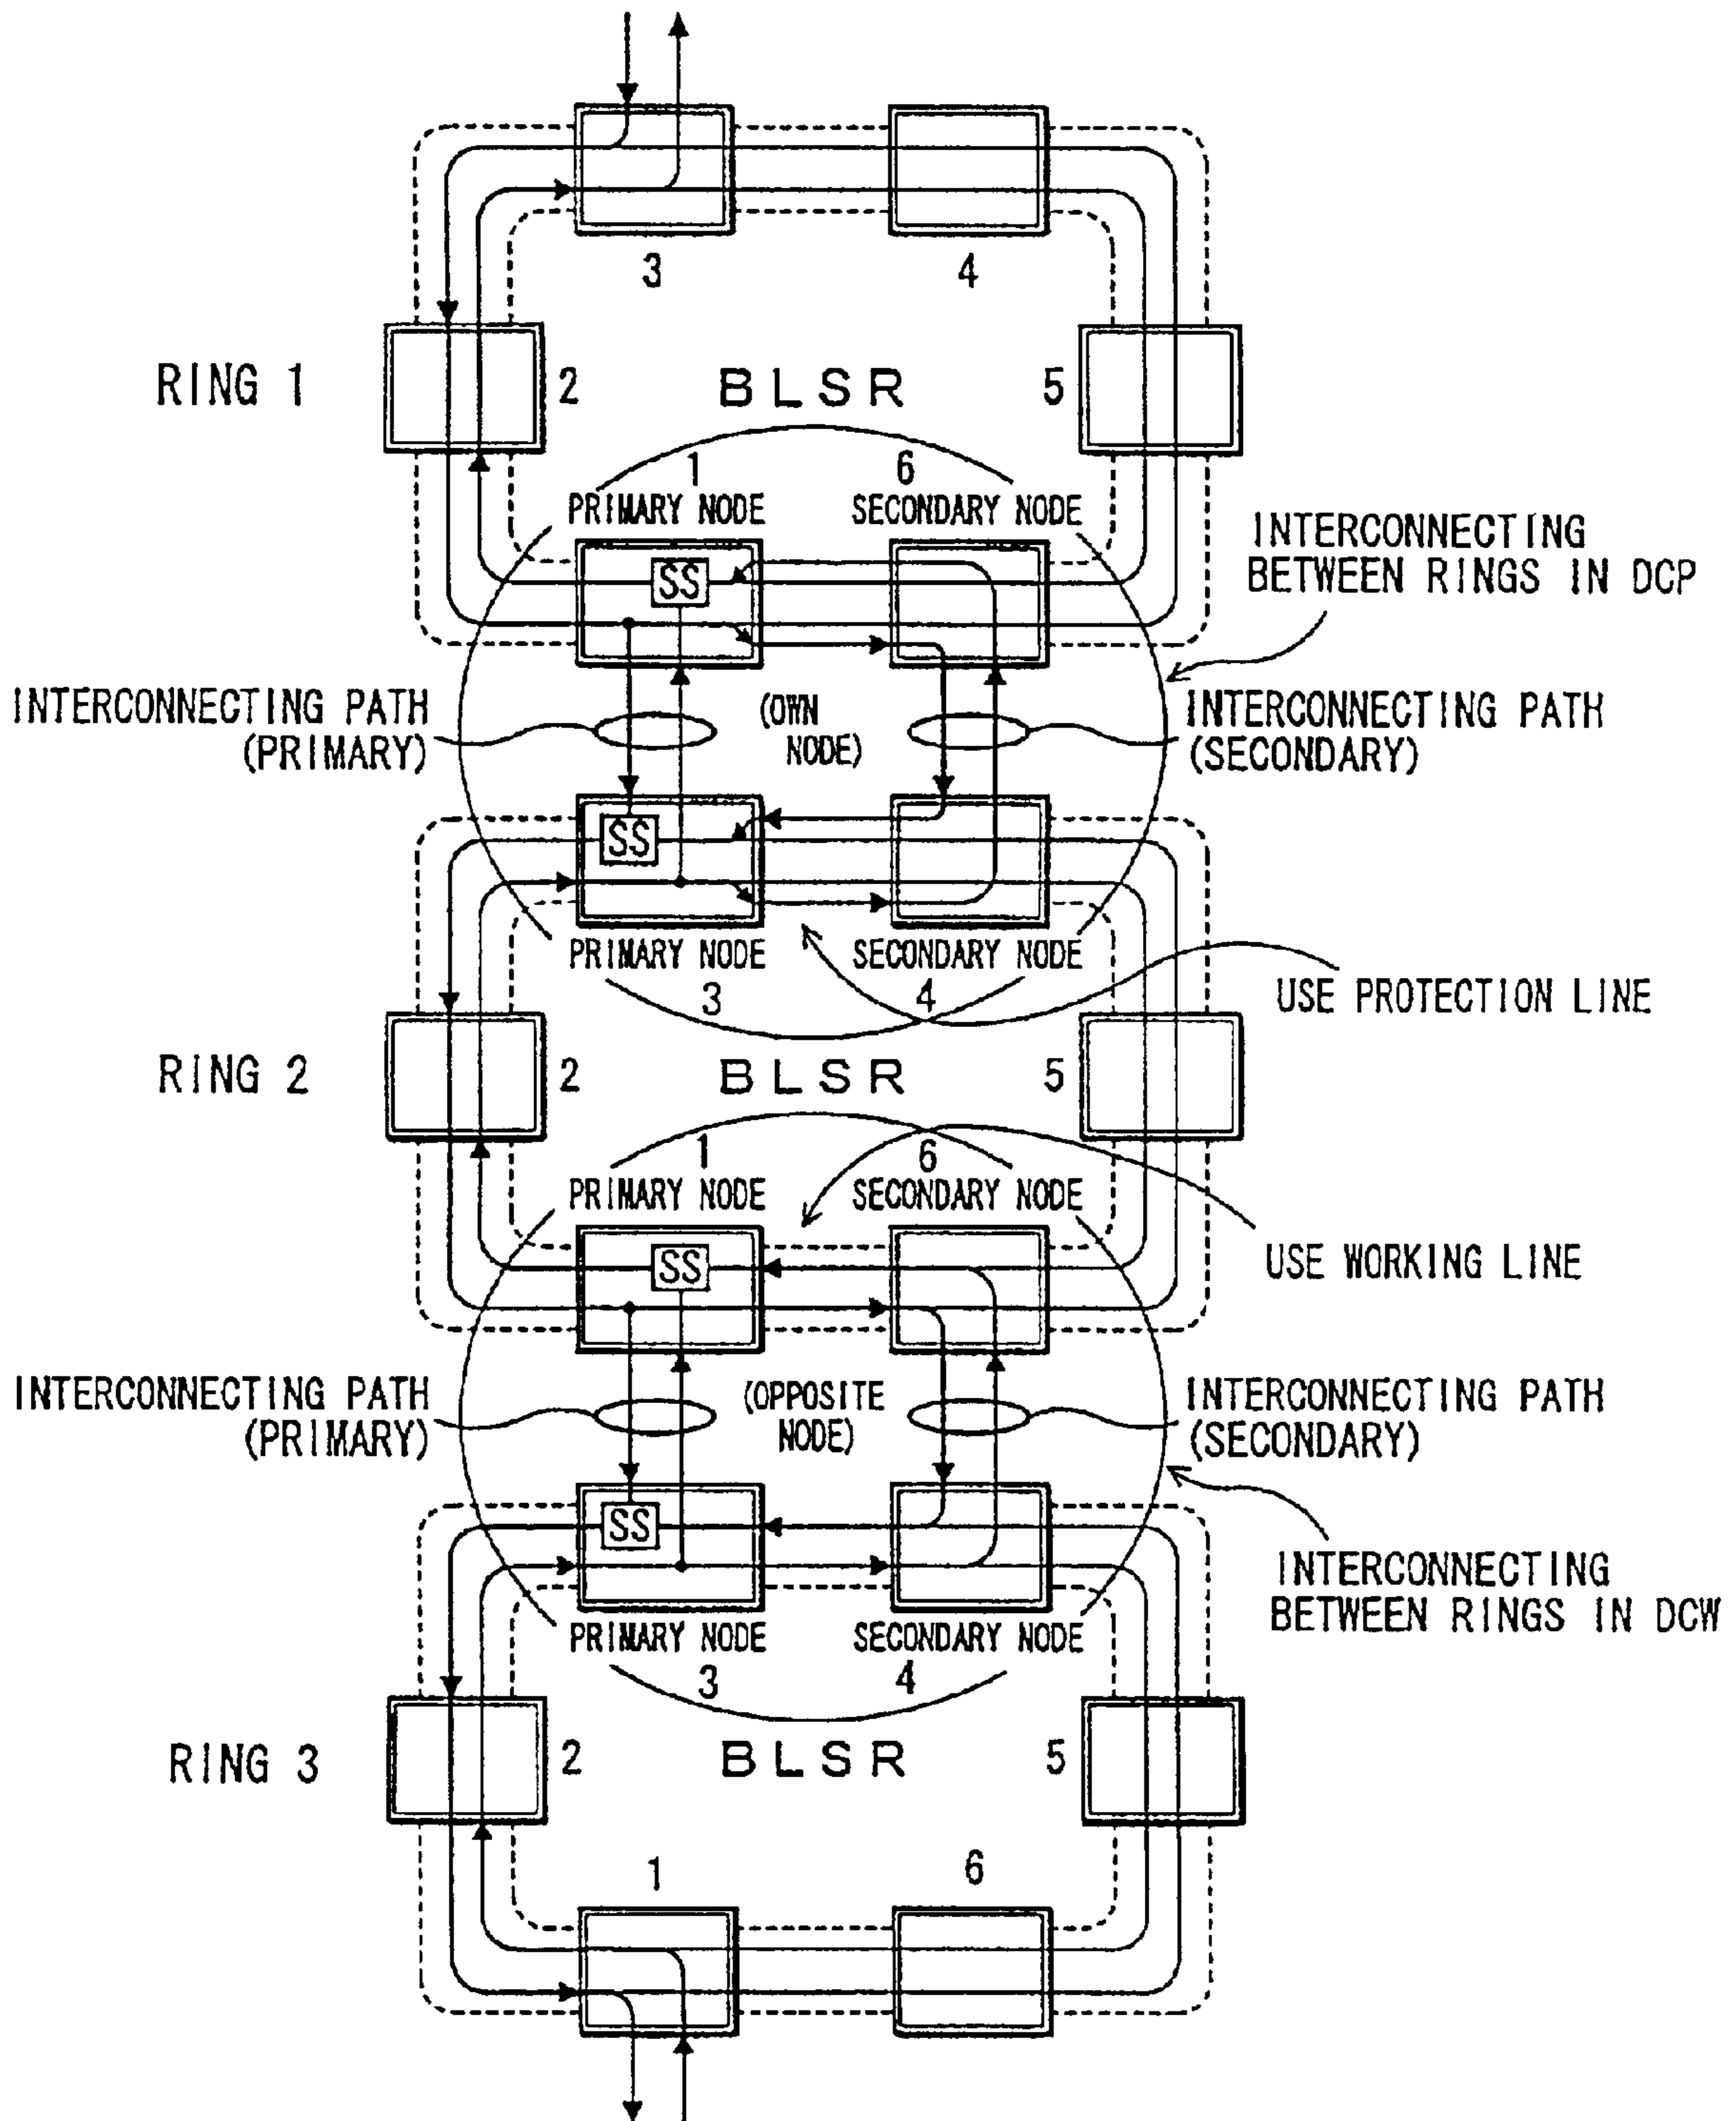 3
4
RING 1
2
BLSR
5
1
6
PRIMARY NODE
SECONDARY NODE
INTERCONNECTING
BETWEEN RINGS IN DCP
SS
INTERCONNECTING PATH
(PRIMARY)
(OWN
NODE)
INTERCONNECTING PATH
(SECONDARY)
SS
PRIMARY NODE
SECONDARY NODE
3
4
USE PROTECTION LINE
RING 2
2
BLSR
5
1
6
PRIMARY NODE
SECONDARY NODE
USE WORKING LINE
SS
INTERCONNECTING PATH
(PRIMARY)
(OPPOSITE
NODE)
INTERCONNECTING PATH
(SECONDARY)
SS
INTERCONNECTING
BETWEEN RINGS IN DCW
PRIMARY NODE
SECONDARY NODE
3
4
RING 3
2
BLSR
5
1
6